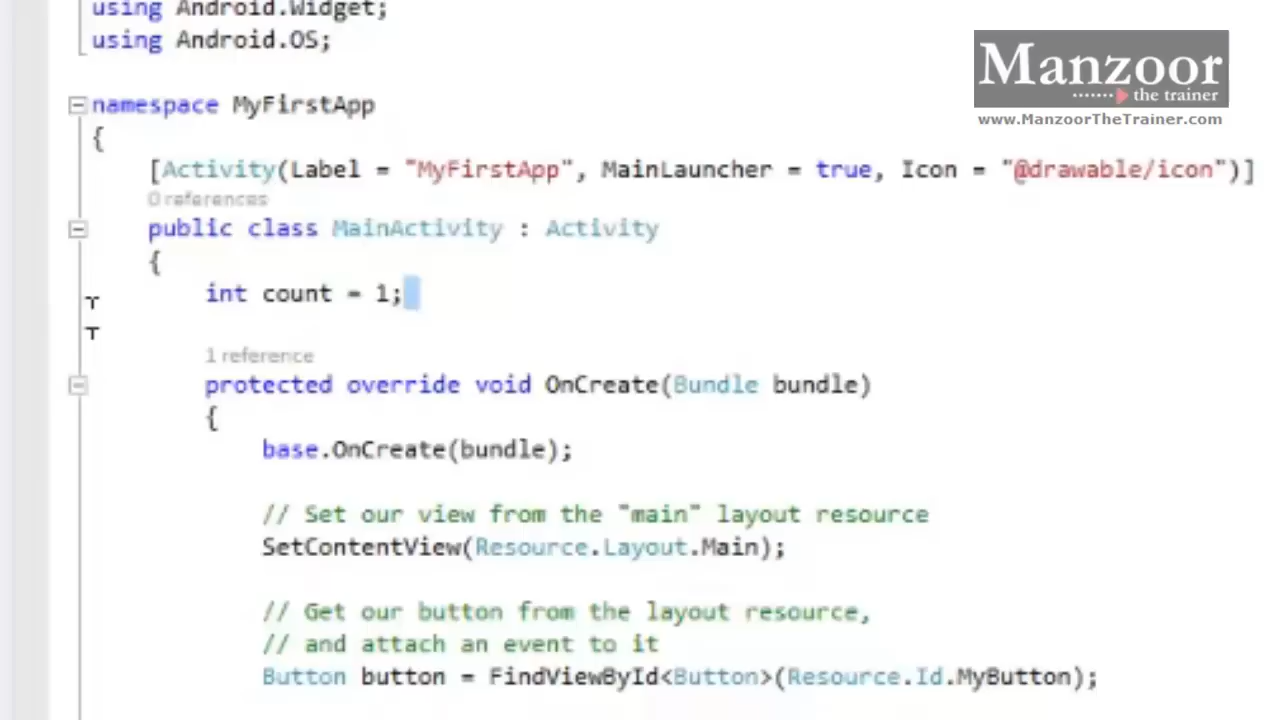 using Android.Widget;
using Android.OS;
Manzoor
the trainer
www.ManzoorTheTrainer.com
namespace MyFirstApp
{
[Activity(Label = "MyFirstApp", MainLauncher = true, Icon = "@drawable/icon")]
0 references
public class MainActivity : Activity
{
int count = 1;
1 reference
protected override void OnCreate(Bundle bundle)
{
base.OnCreate(bundle);
// Set our view from the "main" layout resource
SetContentView(Resource.Layout.Main);
// Get our button from the layout resource,
// and attach an event to it
Button button = FindViewById<Button>(Resource.Id.MyButton);